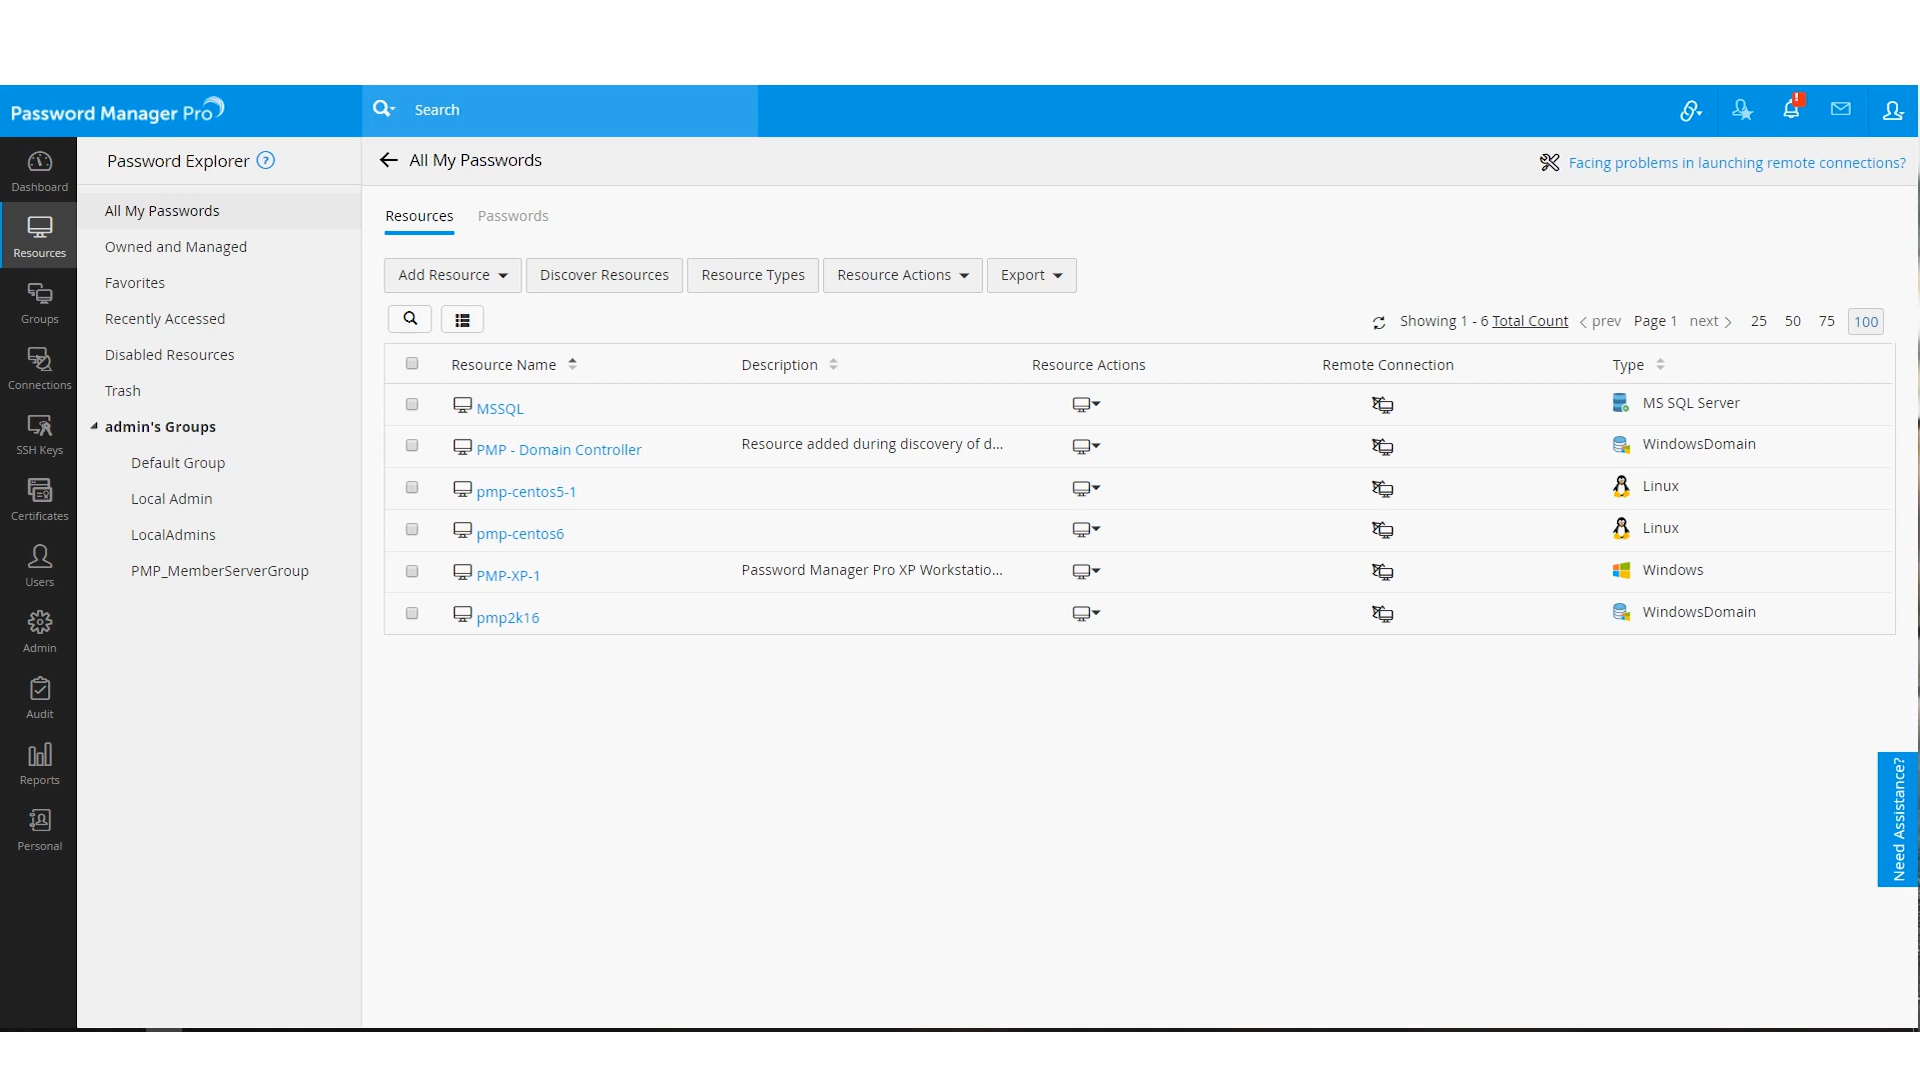 Password Manager Pro
Search
Dashboard
Resources
Groups
Connections
SSH Keys
Certificates
Users
Admin
Audit
Reports
Personal
Password Explorer ?
All My Passwords
Owned and Managed
Favorites
Recently Accessed
Disabled Resources
Trash
admin's Groups
Default Group
Local Admin
LocalAdmins
PMP_MemberServerGroup
All My Passwords
Facing problems in launching remote connections?
Resources Passwords
Add Resource Discover Resources Resource Types Resource Actions Export
Showing 1 - 6 Total Count prev Page 1 next 25 50 75 100
Resource Name Description Resource Actions Remote Connection Type
MSSQL MS SQL Server
PMP - Domain Controller Resource added during discovery of d... WindowsDomain
pmp-centos5-1 Linux
pmp-centos6 Linux
PMP-XP-1 Password Manager Pro XP Workstatio... Windows
pmp2k16 WindowsDomain
Need Assistance?